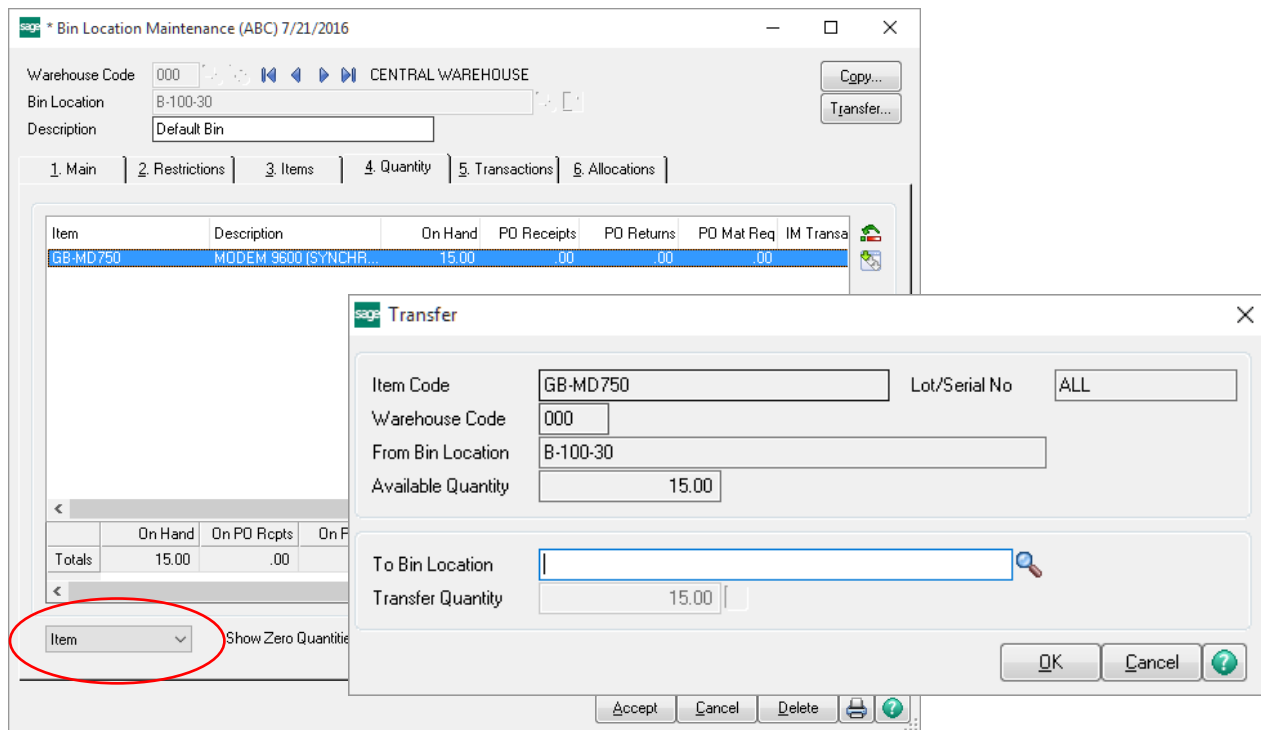 sage * Bin Location Maintenance (ABC) 7/21/2016
Warehouse Code 000 CENTRAL WAREHOUSE Copy...
Bin Location B-100-30 Transfer...
Description Default Bin
1. Main 2. Restrictions 3. Items 4. Quantity 5. Transactions 6. Allocations
Item Description On Hand PO Receipts PO Returns PO Mat Req IM Transa
GB-MD750 MODEM 9600 (SYNCHR... 15.00 .00 .00 .00
On Hand On PO Rcpts On P
Totals 15.00 .00
Item Show Zero Quantitie
Accept Cancel Delete
sage Transfer
Item Code GB-MD750 Lot/Serial No ALL
Warehouse Code 000
From Bin Location B-100-30
Available Quantity 15.00
To Bin Location
Transfer Quantity 15.00
OK Cancel